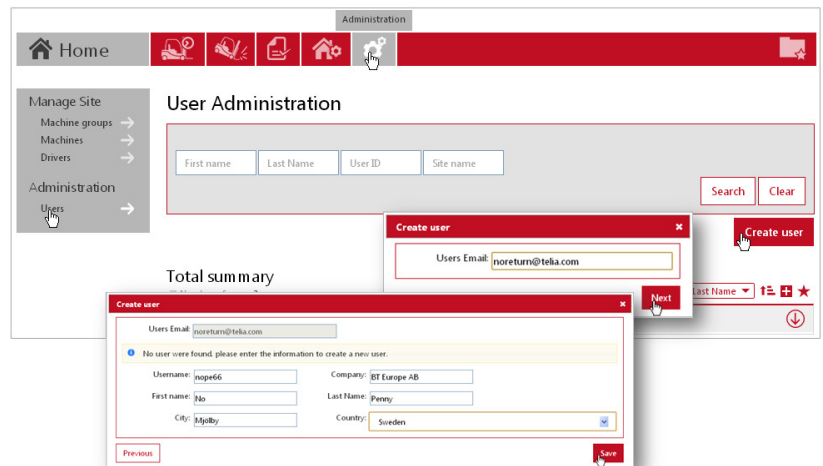 Administration
Home
Manage Site
Machine groups
Machines
Drivers
Administration
Users
User Administration
First name Last Name User ID Site name
Search Clear
Create user
Create user
Users Email: noreturn@telia.com
Next
Total summary
Last Name
Create user
Users Email: noreturn@telia.com
No user were found, please enter the information to create a new user.
Username: nope66 Company: BT Europe AB
First name: No Last Name: Penny
City: Mjölby Country: Sweden
Previous Save